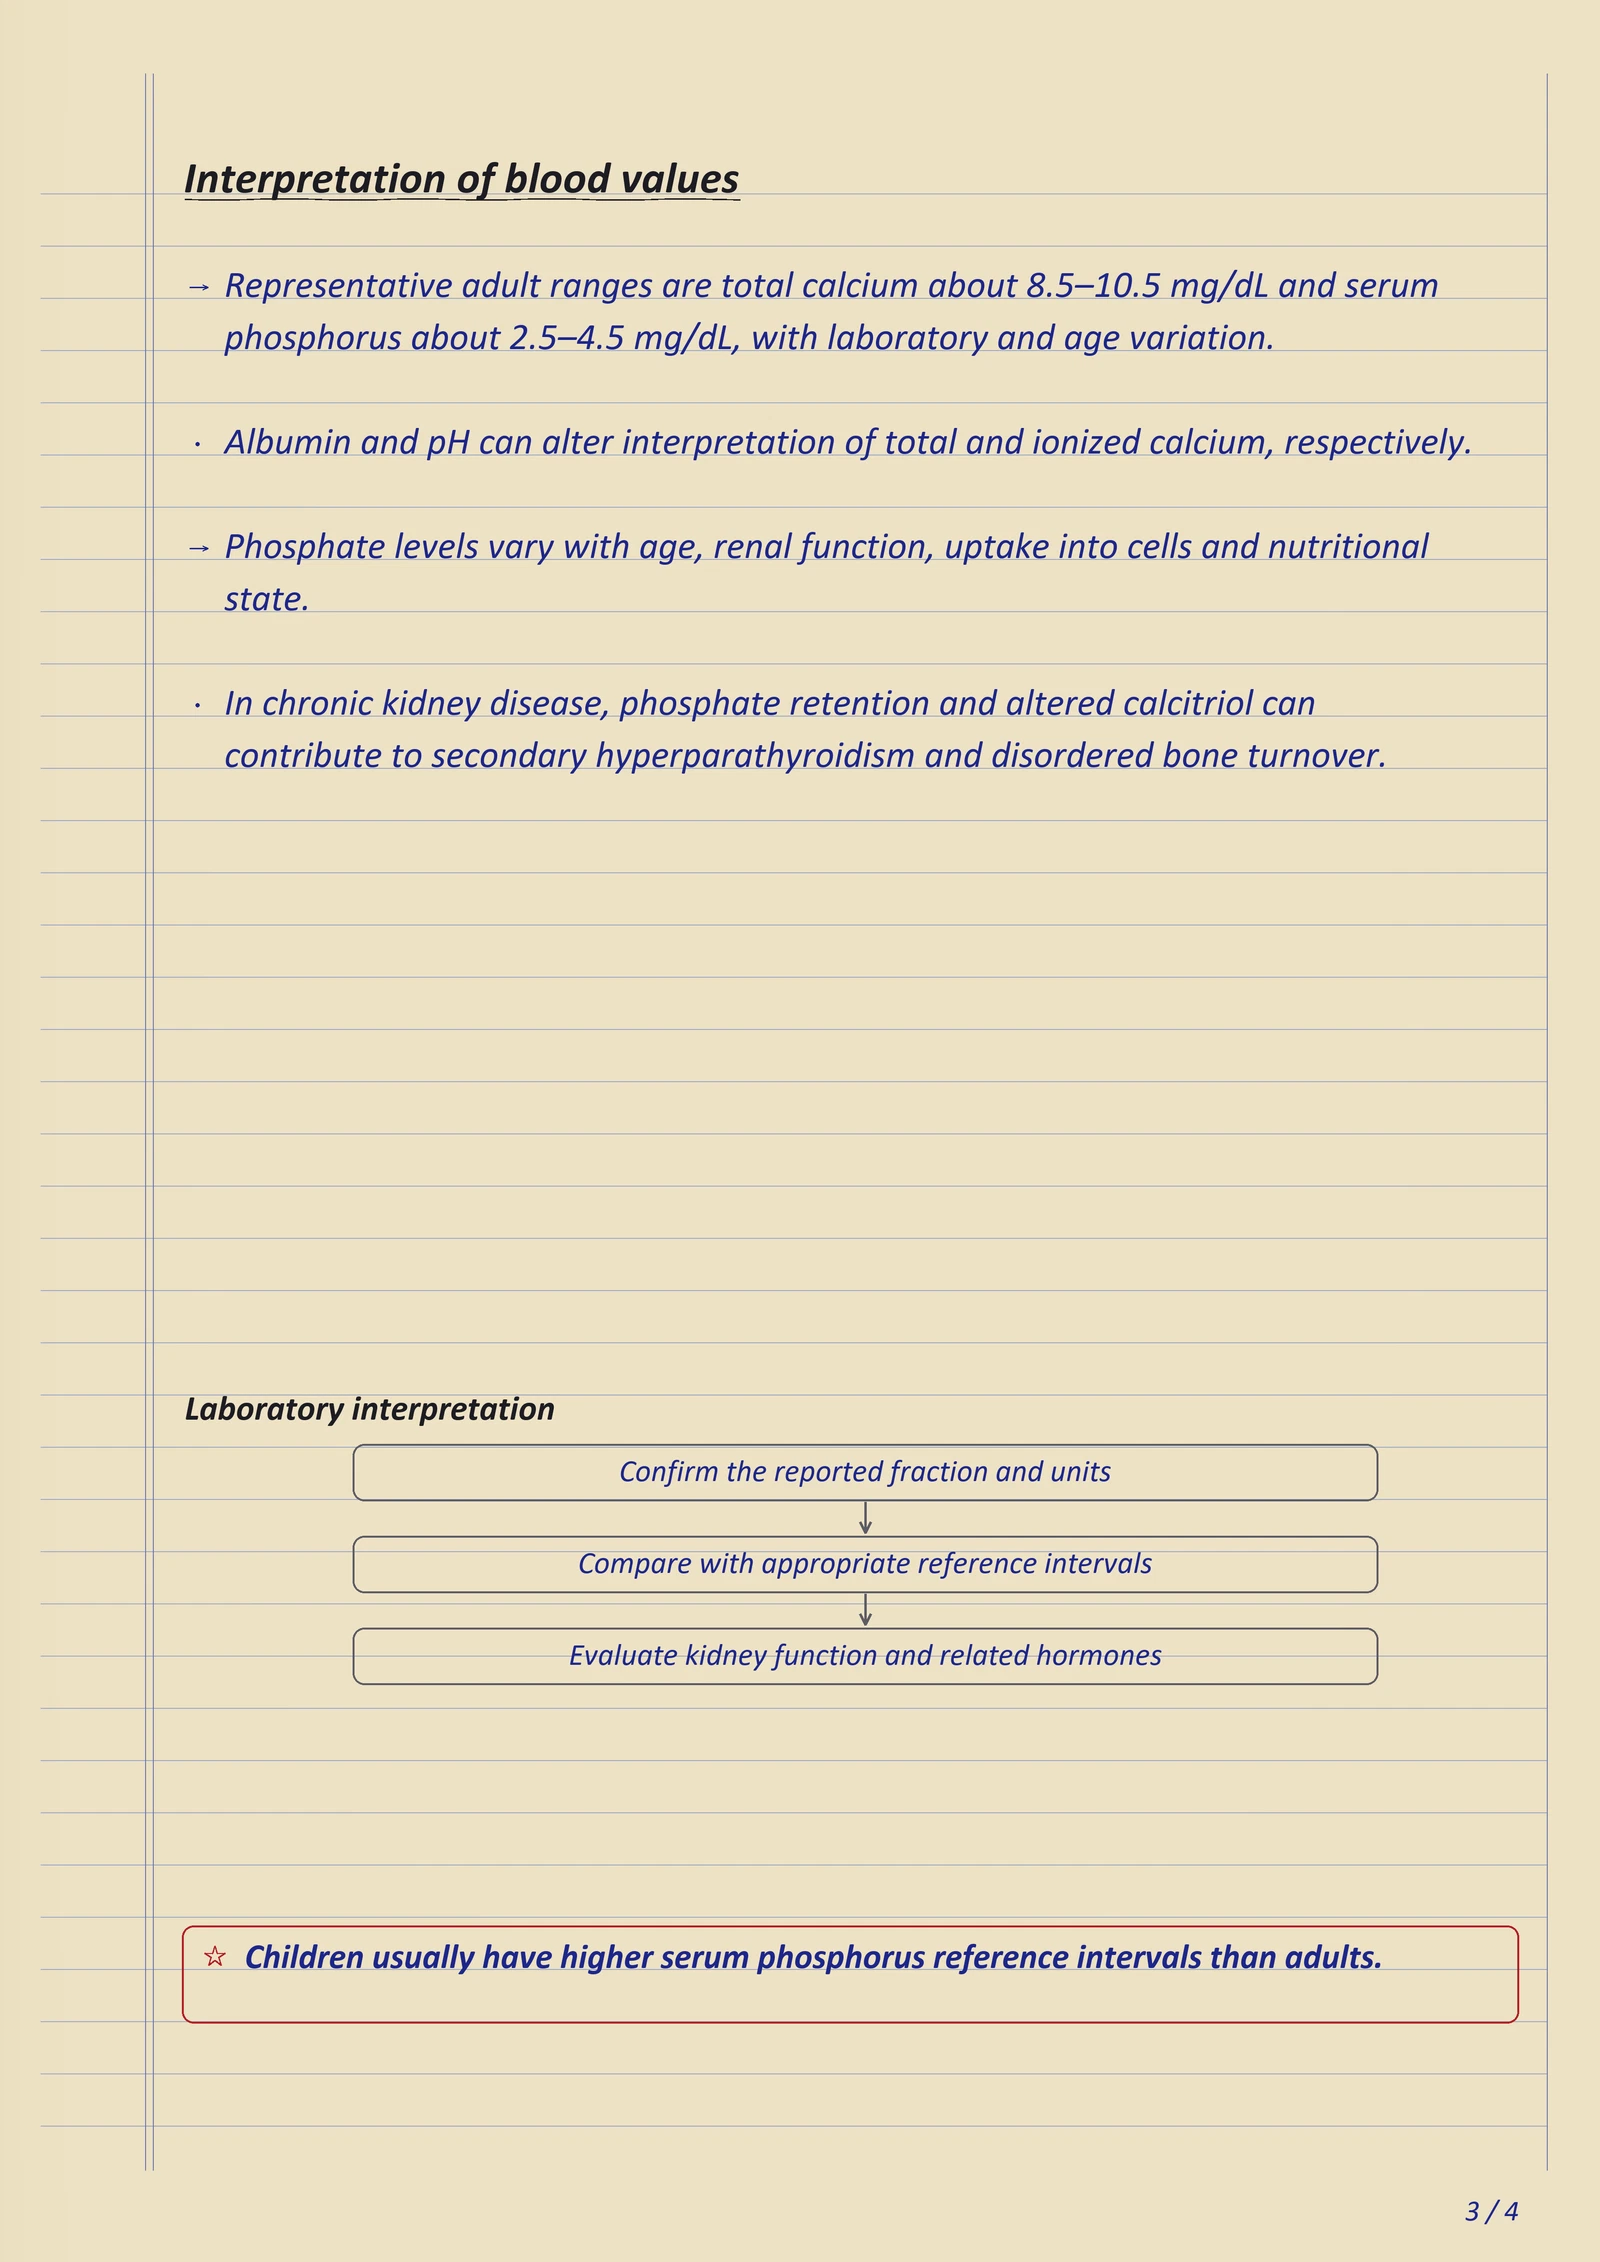 Interpretation of blood values
→ Representative adult ranges are total calcium about 8.5–10.5 mg/dL and serum
phosphorus about 2.5–4.5 mg/dL, with laboratory and age variation.
· Albumin and pH can alter interpretation of total and ionized calcium, respectively.
→ Phosphate levels vary with age, renal function, uptake into cells and nutritional
state.
· In chronic kidney disease, phosphate retention and altered calcitriol can
contribute to secondary hyperparathyroidism and disordered bone turnover.
Laboratory interpretation
Confirm the reported fraction and units
Compare with appropriate reference intervals
Evaluate kidney function and related hormones
☆ Children usually have higher serum phosphorus reference intervals than adults.
3 / 4